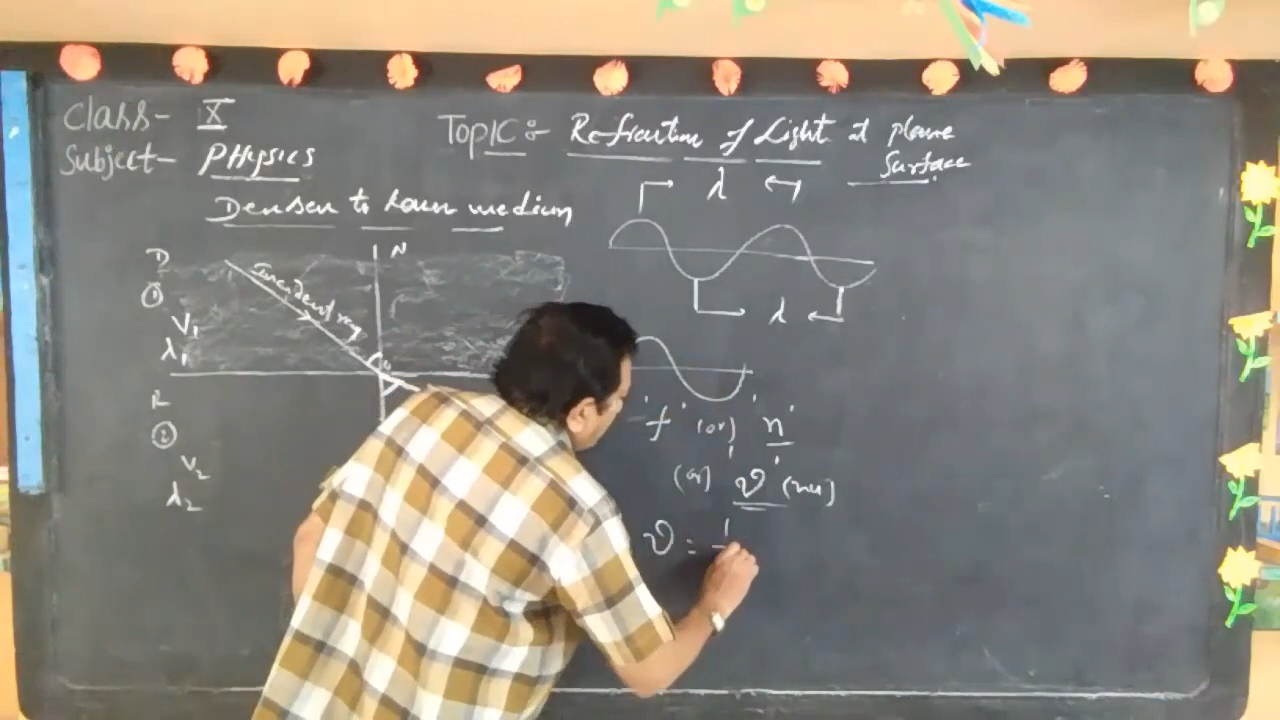 Class- X
Subject- PHysics
TOPIC :- Refraction of Light at plane
Surface
Denser to rarer medium
λ
λ
D
N
①
Incident ray
V₁
λ₁
R
②
V₂
λ₂
'f' (or) 'n'
(or) 'ν' (nu)
ν = 1